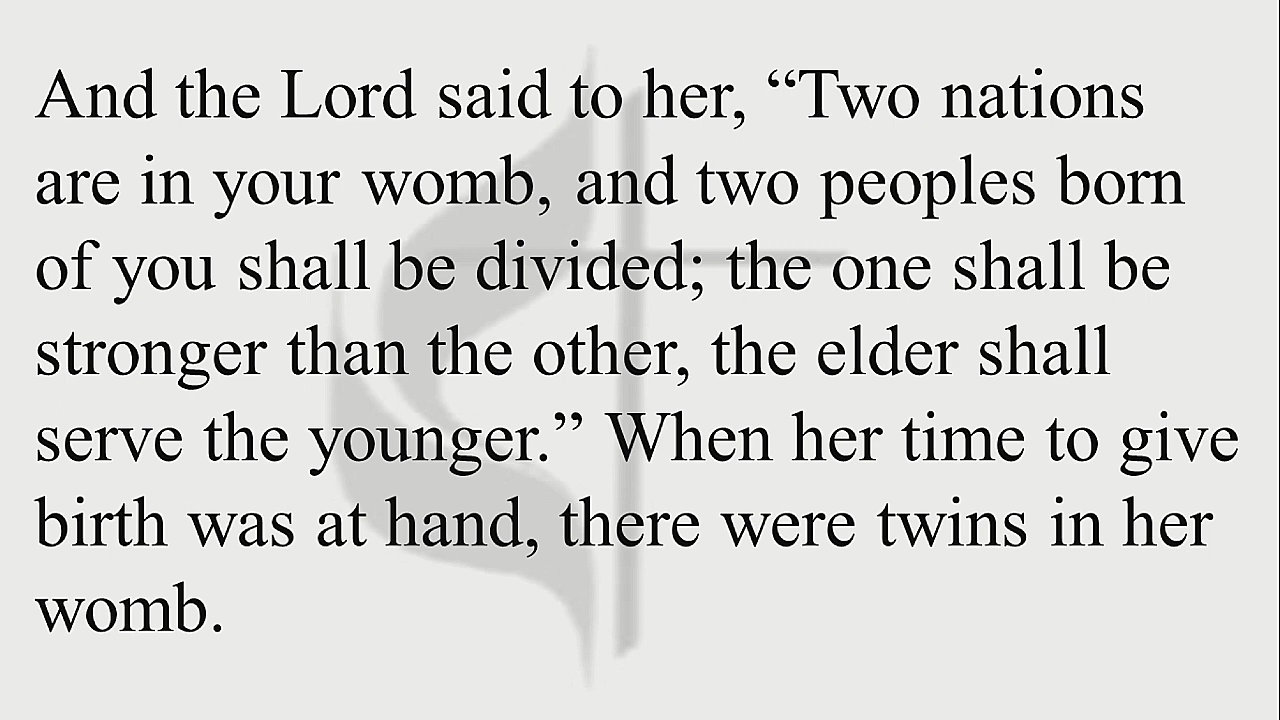 And the Lord said to her, “Two nations
are in your womb, and two peoples born
of you shall be divided; the one shall be
stronger than the other, the elder shall
serve the younger.” When her time to give
birth was at hand, there were twins in her
womb.